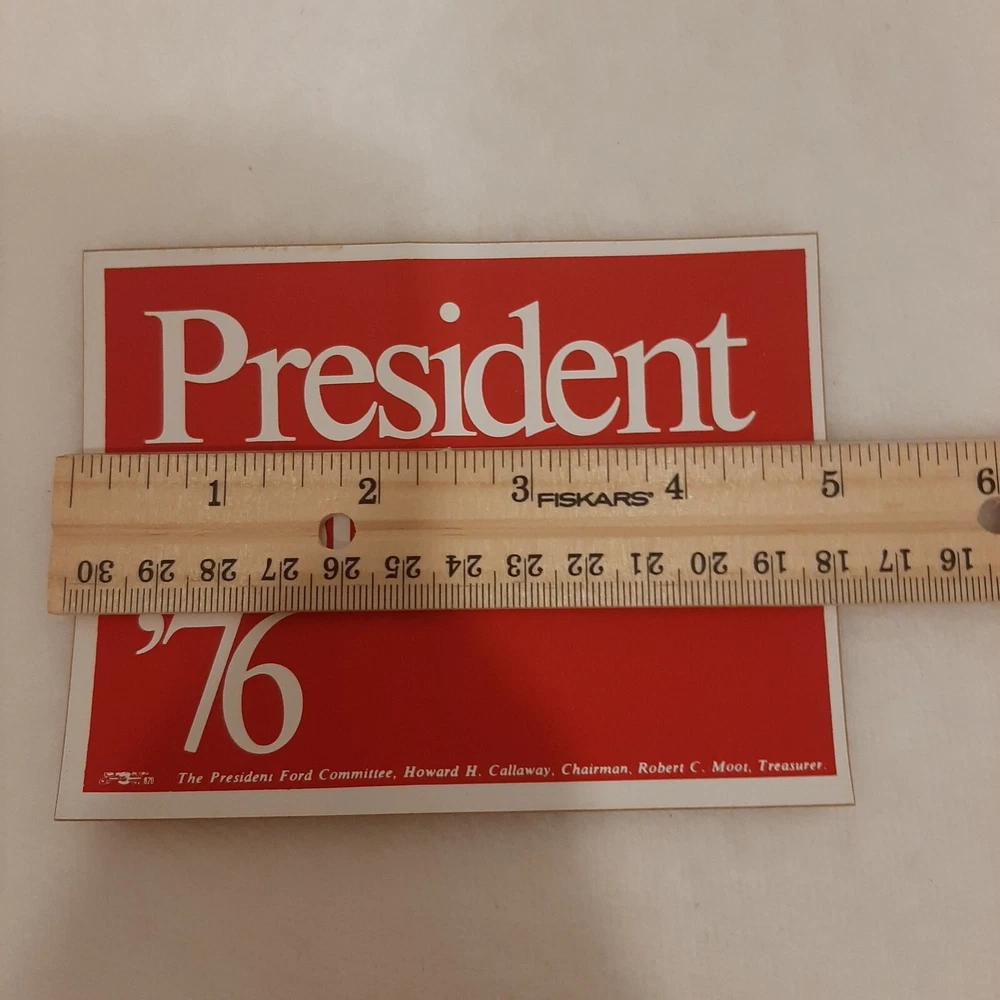 President
1 2 3 FISKARS® 4 5 6
30 29 28 27 26 25 24 23 22 21 20 19 18 17 16
’76
The President Ford Committee, Howard H. Callaway, Chairman, Robert C. Moot, Treasurer.